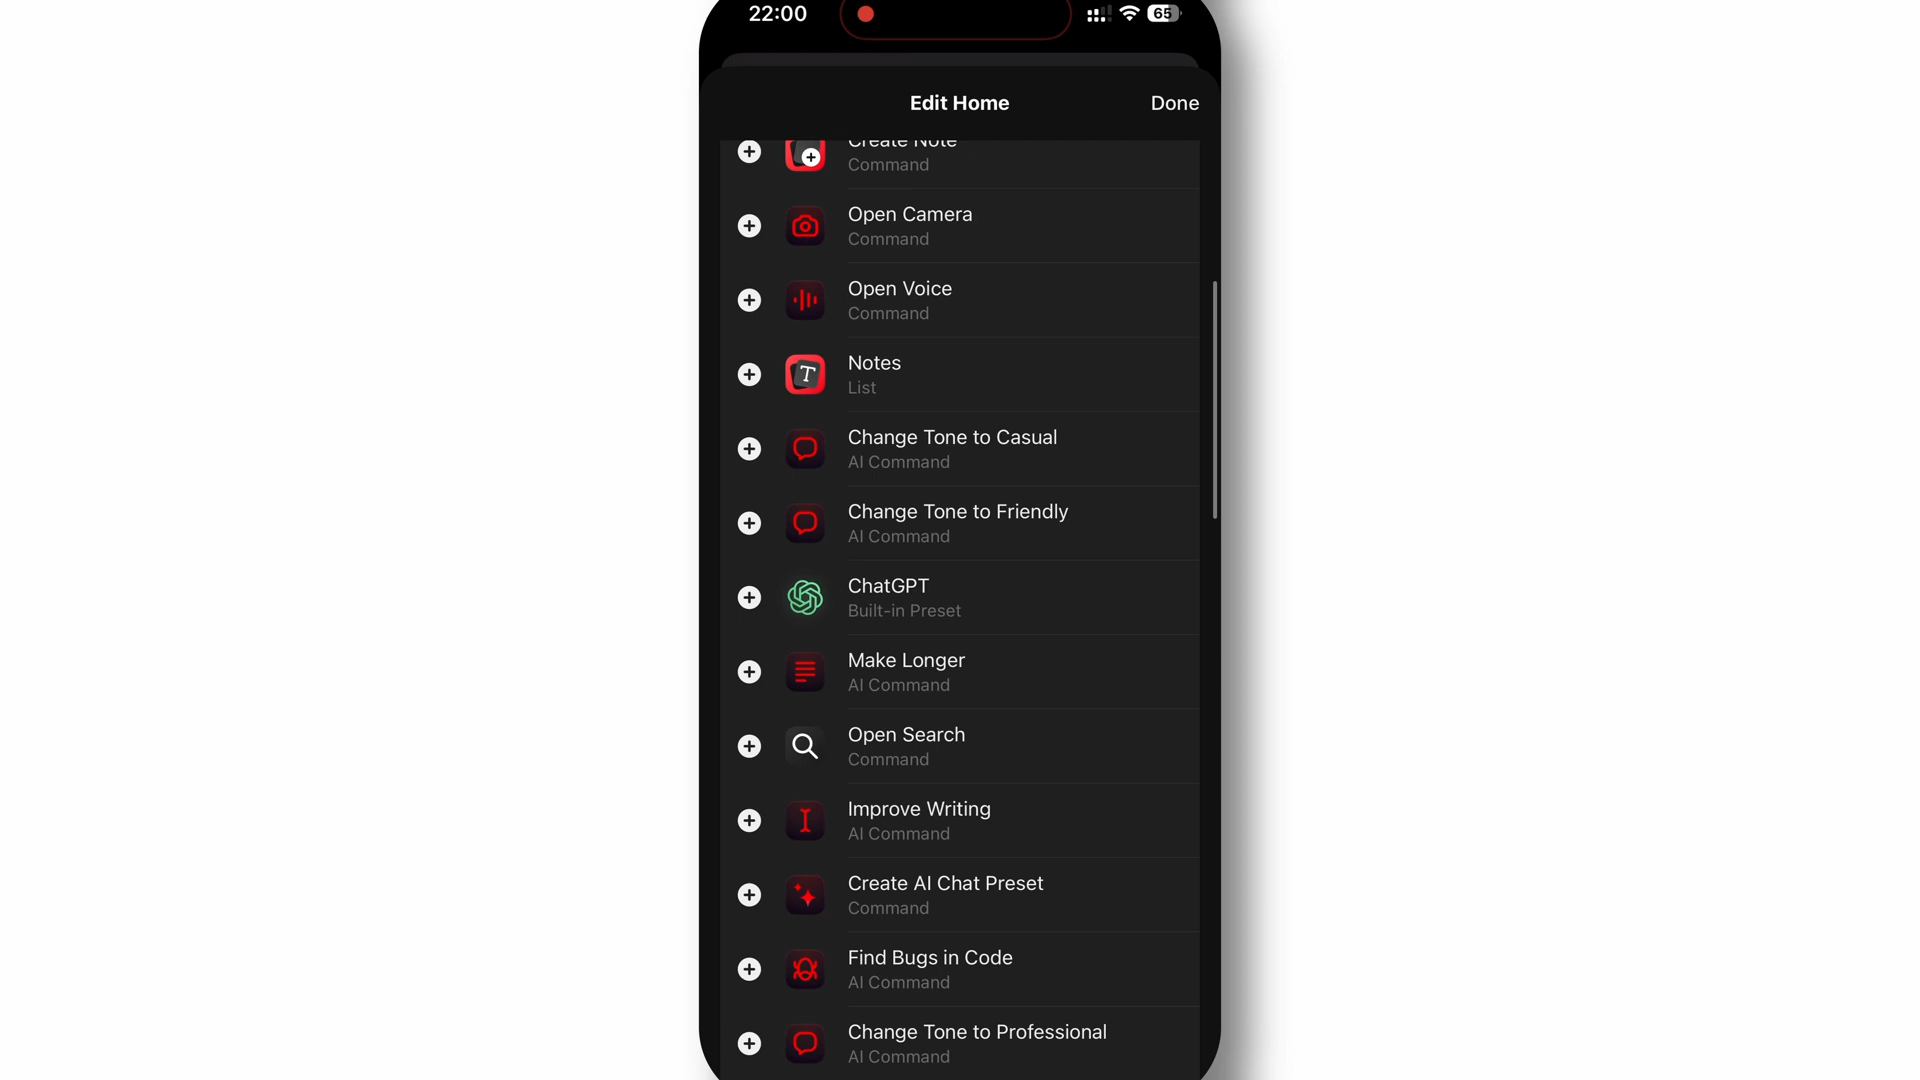 22:00
65
Edit Home
Done
Create Note
Command
Open Camera
Command
Open Voice
Command
T
Notes
List
Change Tone to Casual
AI Command
Change Tone to Friendly
AI Command
ChatGPT
Built-in Preset
Make Longer
AI Command
Open Search
Command
Improve Writing
AI Command
Create AI Chat Preset
Command
Find Bugs in Code
AI Command
Change Tone to Professional
AI Command